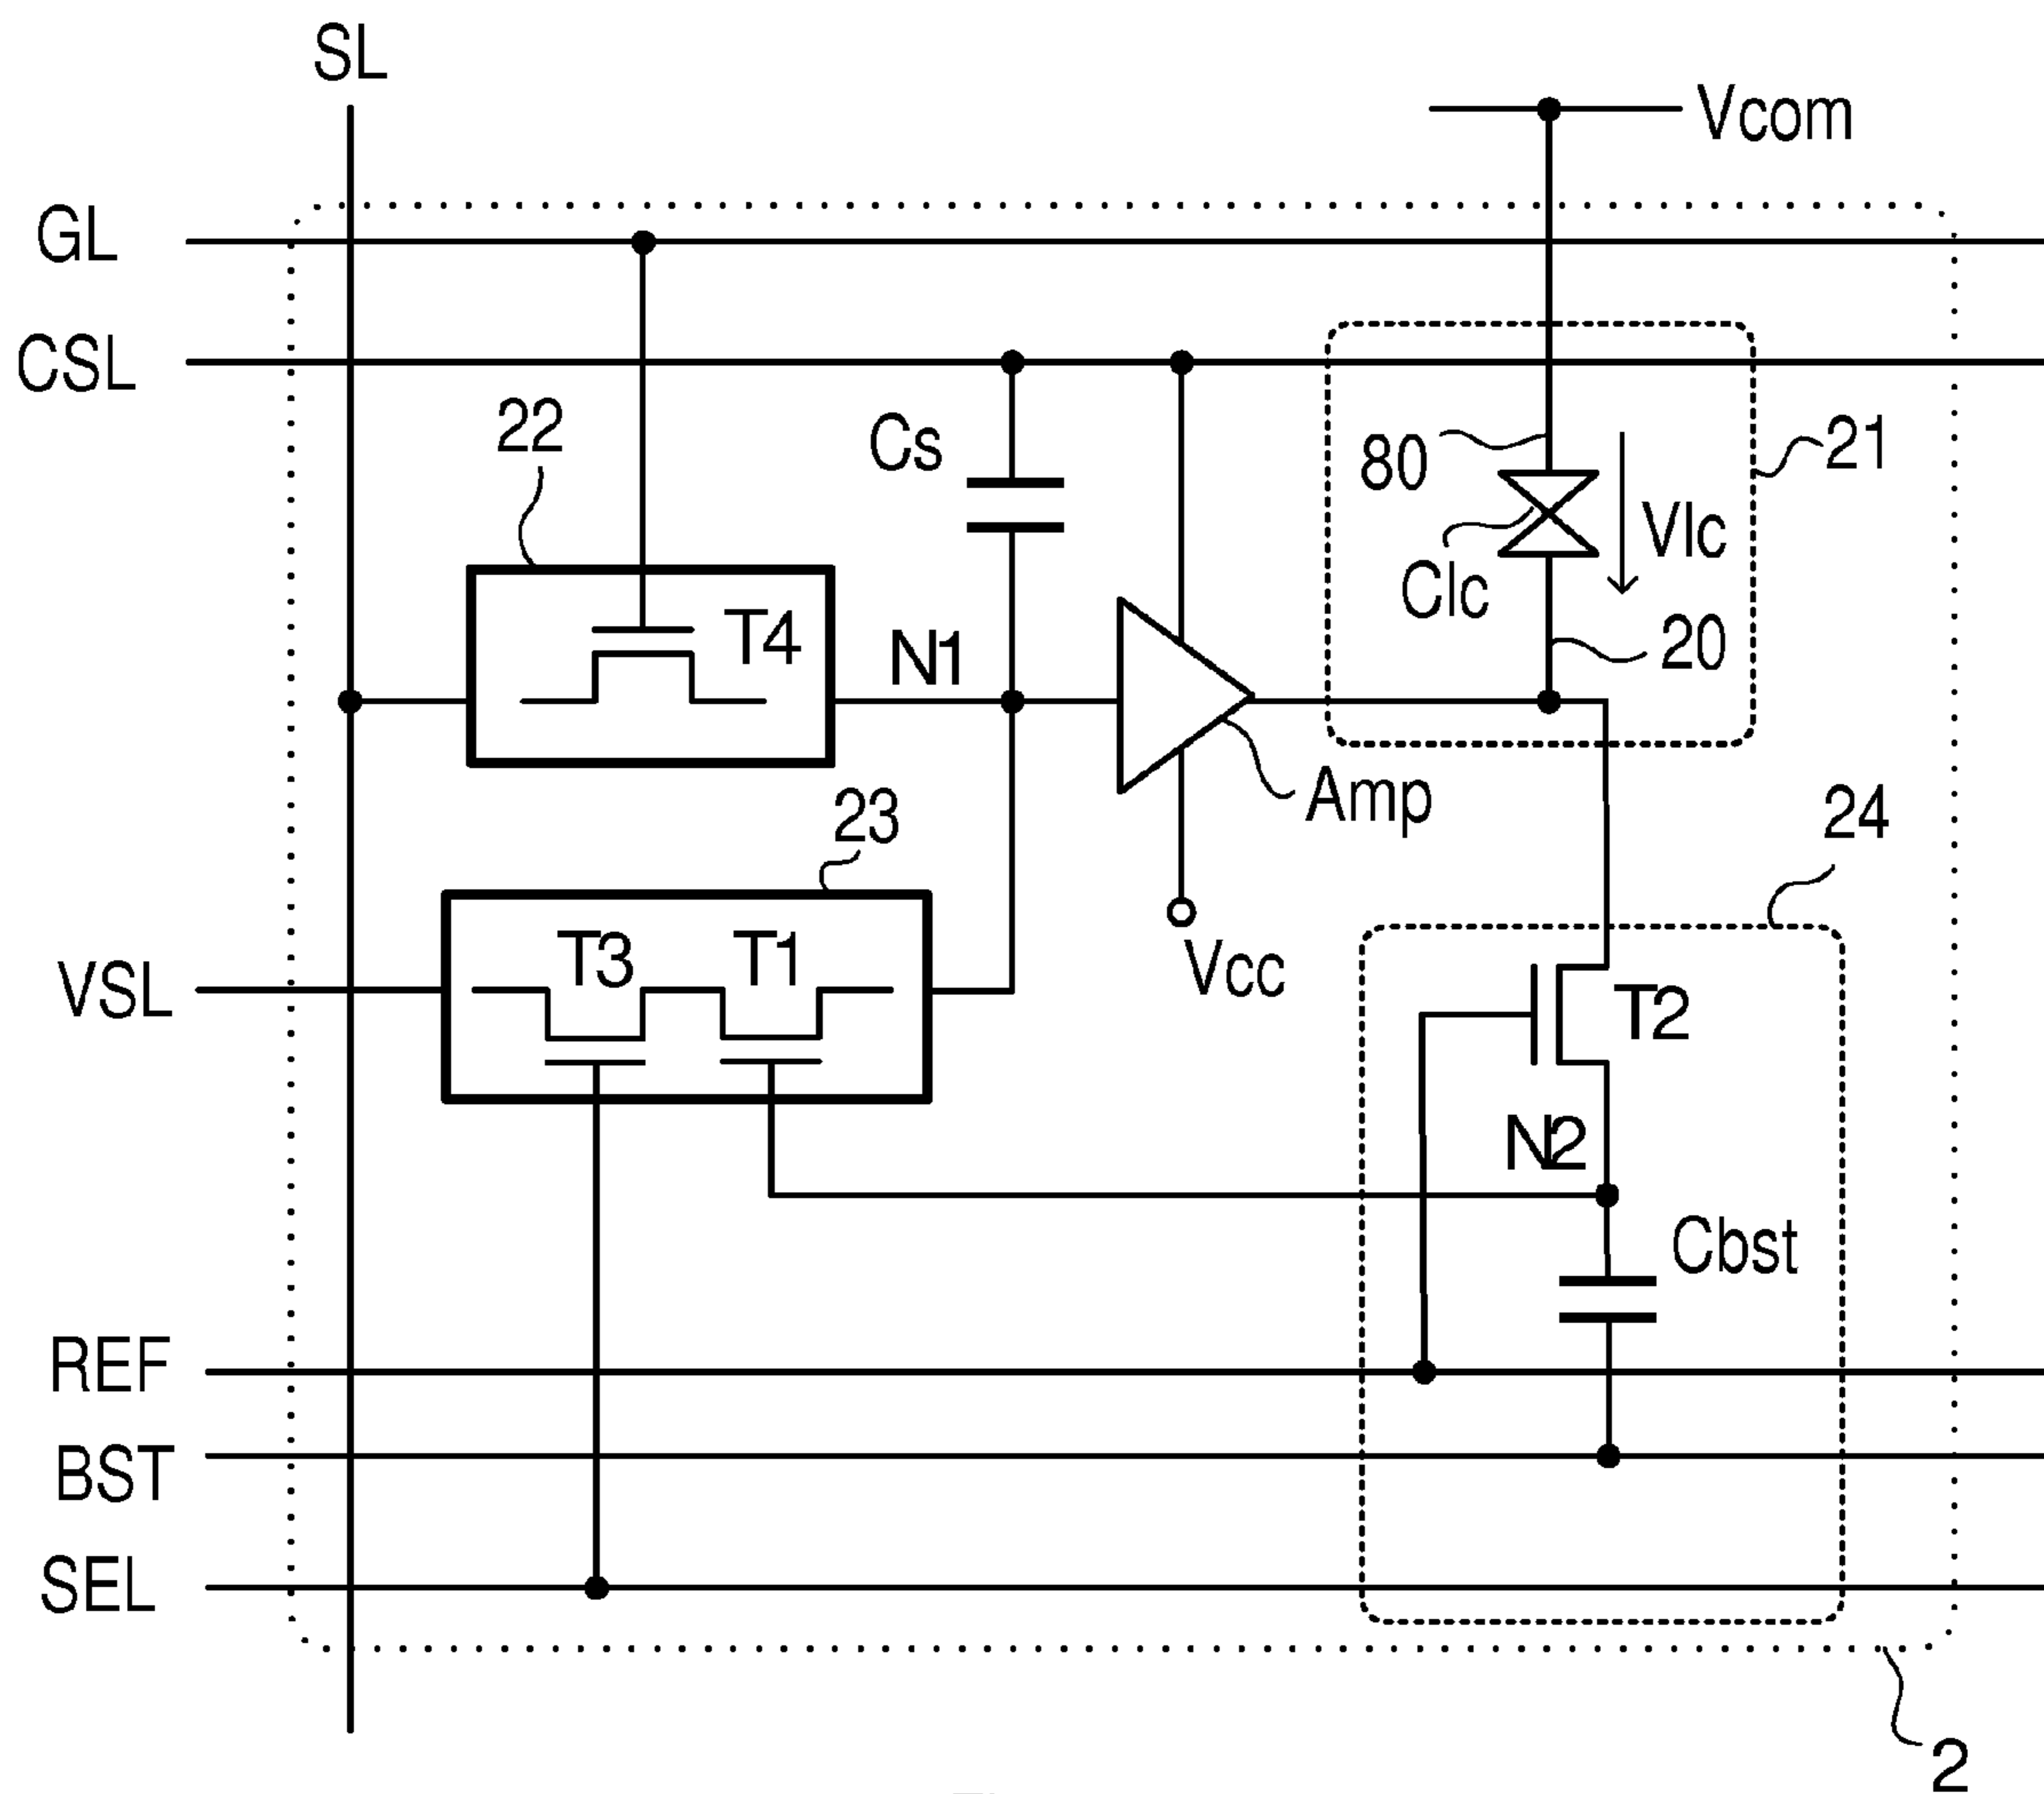 SL
Vcom
GL
CSL
22
Cs
80
21
Vlc
Clc
T4
N1
20
Amp
23
24
T3
T1
Vcc
VSL
T2
N2
Cbst
REF
BST
SEL
2